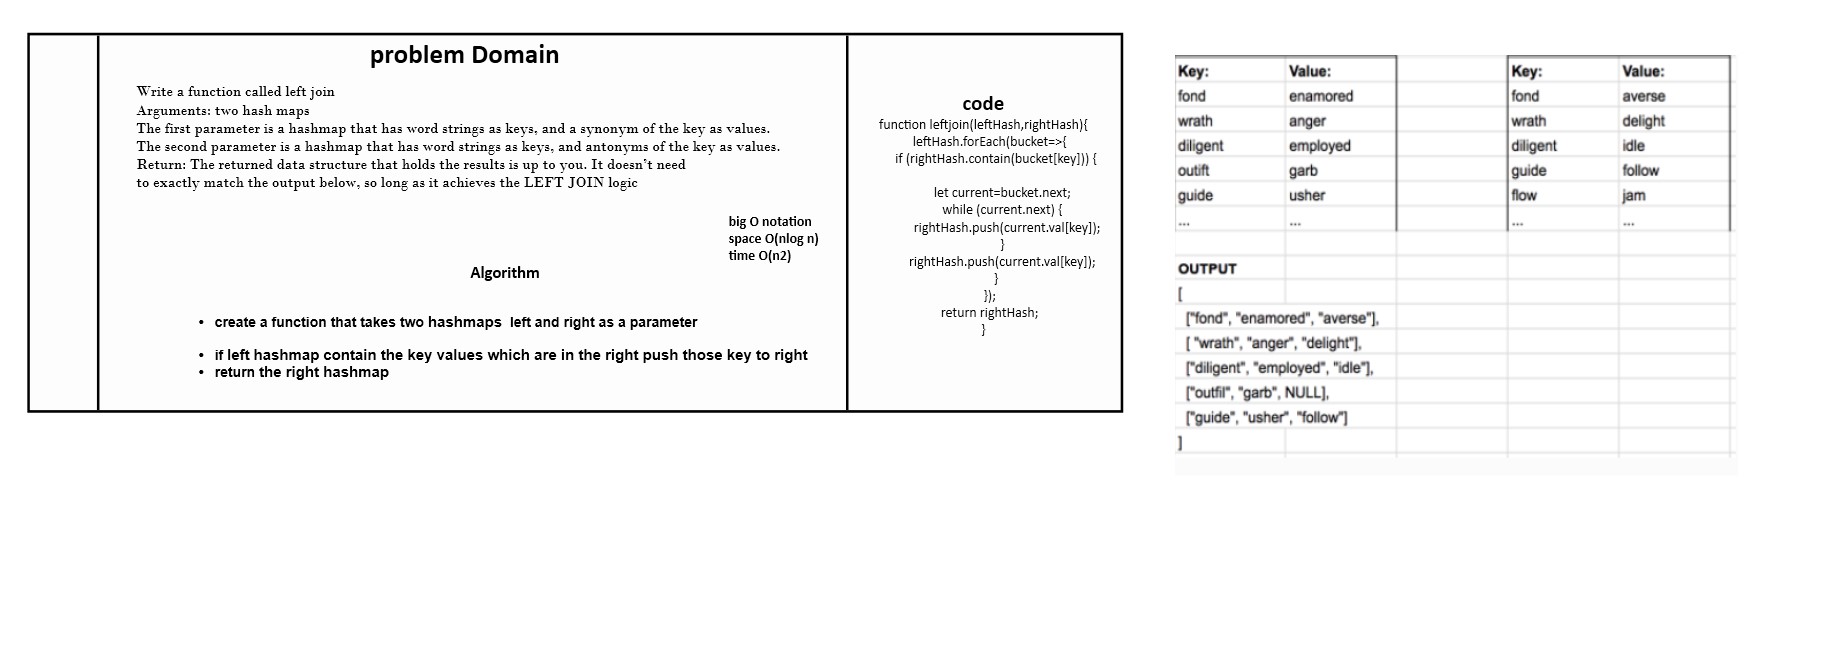 problem Domain
Write a function called left join
Arguments: two hash maps
The first parameter is a hashmap that has word strings as keys, and a synonym of the key as values.
The second parameter is a hashmap that has word strings as keys, and antonyms of the key as values.
Return: The returned data structure that holds the results is up to you. It doesn't need
to exactly match the output below, so long as it achieves the LEFT JOIN logic
big O notation
space O(nlog n)
time O(n2)
Algorithm
• create a function that takes two hashmaps left and right as a parameter
• if left hashmap contain the key values which are in the right push those key to right
• return the right hashmap
code
function leftjoin(leftHash,rightHash){
leftHash.forEach(bucket=>{
if (rightHash.contain(bucket[key])) {
let current=bucket.next;
while (current.next) {
rightHash.push(current.val[key]);
}
rightHash.push(current.val[key]);
}
});
return rightHash;
}
Key: Value: Key: Value:
fond enamored fond averse
wrath anger wrath delight
diligent employed diligent idle
outift garb guide follow
guide usher flow jam
... ... ... ...
OUTPUT
[
["fond", "enamored", "averse"],
[ "wrath", "anger", "delight"],
["diligent", "employed", "idle"],
["outfil", "garb", NULL],
["guide", "usher", "follow"]
]